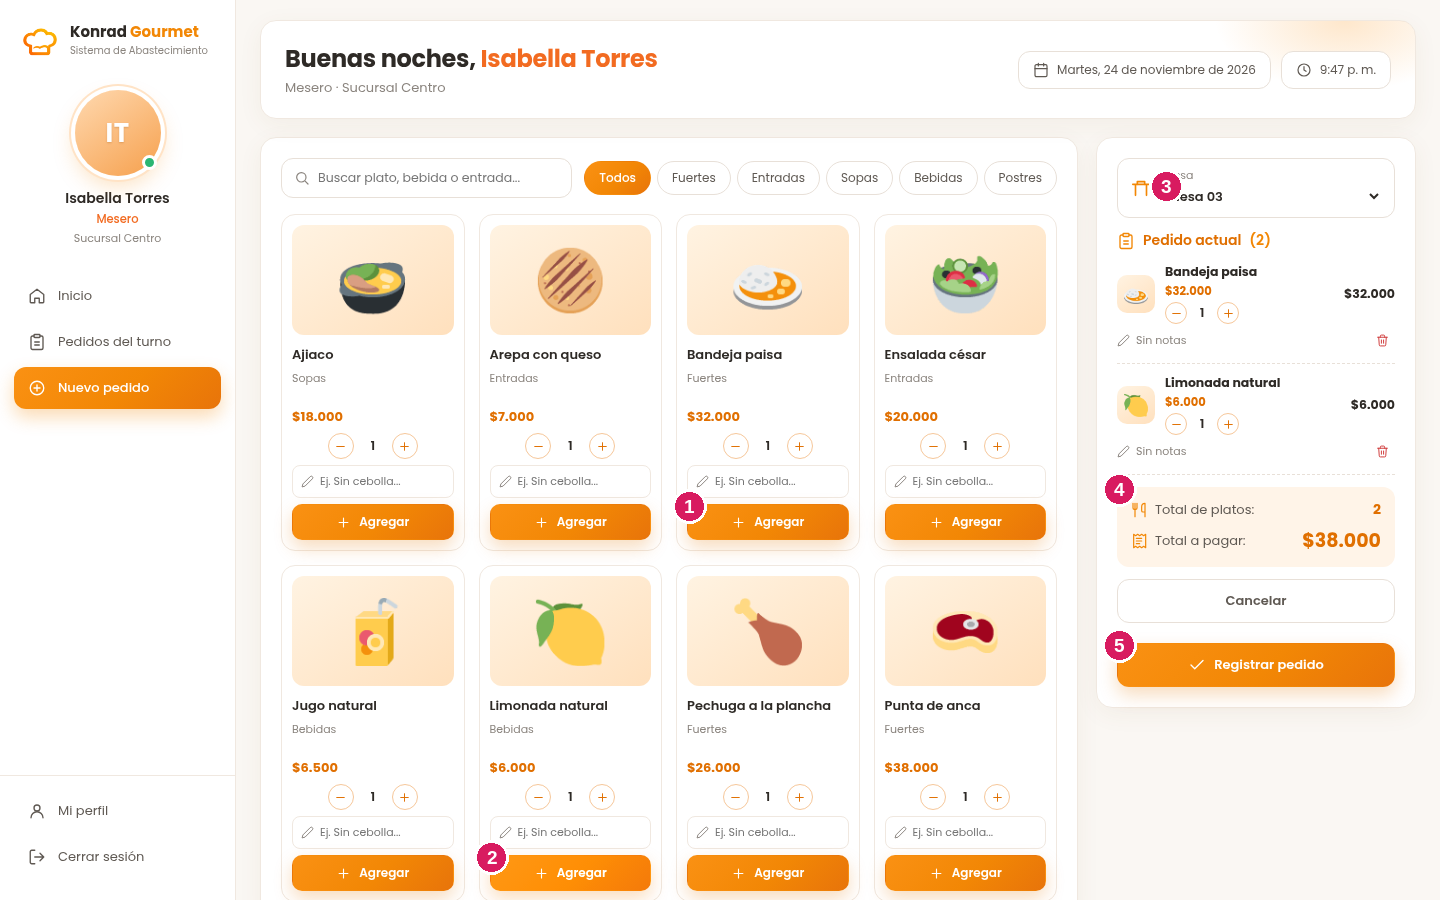 Konrad Gourmet
Sistema de Abastecimiento
IT
Isabella Torres
Mesero
Sucursal Centro
Inicio
Pedidos del turno
Nuevo pedido
Mi perfil
Cerrar sesión
Buenas noches, Isabella Torres
Mesero · Sucursal Centro
Martes, 24 de noviembre de 2026
9:47 p. m.
Buscar plato, bebida o entrada...
Todos
Fuertes
Entradas
Sopas
Bebidas
Postres
Ajiaco
Sopas
$18.000
1
Ej. Sin cebolla...
Agregar
Arepa con queso
Entradas
$7.000
1
Ej. Sin cebolla...
Agregar
Bandeja paisa
Fuertes
$32.000
1
Ej. Sin cebolla...
1
Agregar
Ensalada césar
Entradas
$20.000
1
Ej. Sin cebolla...
Agregar
Jugo natural
Bebidas
$6.500
1
Ej. Sin cebolla...
Agregar
Limonada natural
Bebidas
$6.000
1
Ej. Sin cebolla...
2
Agregar
Pechuga a la plancha
Fuertes
$26.000
1
Ej. Sin cebolla...
Agregar
Punta de anca
Fuertes
$38.000
1
Ej. Sin cebolla...
Agregar
3
03
Pedido actual (2)
Bandeja paisa
$32.000
1
$32.000
Sin notas
Limonada natural
$6.000
1
$6.000
Sin notas
4
Total de platos: 2
Total a pagar: $38.000
Cancelar
5
Registrar pedido